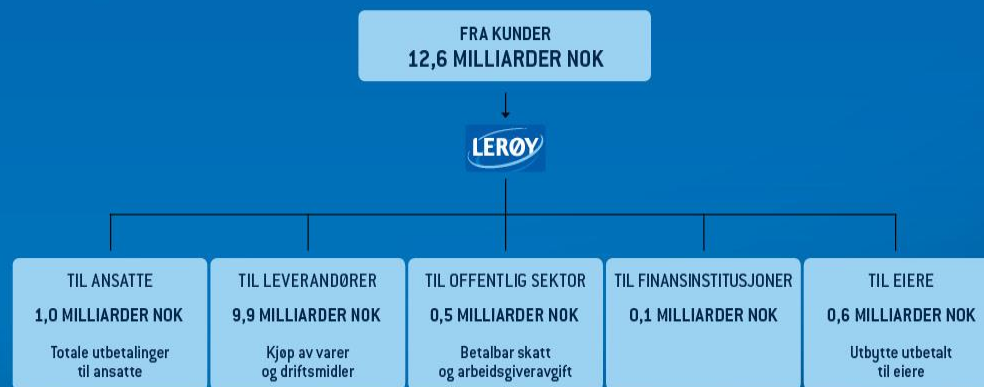 FRA KUNDER
12,6 MILLIARDER NOK
LERØY
TIL ANSATTE
1,0 MILLIARDER NOK
Totale utbetalinger
til ansatte
TIL LEVERANDØRER
9,9 MILLIARDER NOK
Kjøp av varer
og driftsmidler
TIL OFFENTLIG SEKTOR
0,5 MILLIARDER NOK
Betalbar skatt
og arbeidsgiveravgift
TIL FINANSINSTITUSJONER
0,1 MILLIARDER NOK
TIL EIERE
0,6 MILLIARDER NOK
Utbytte utbetalt
til eiere